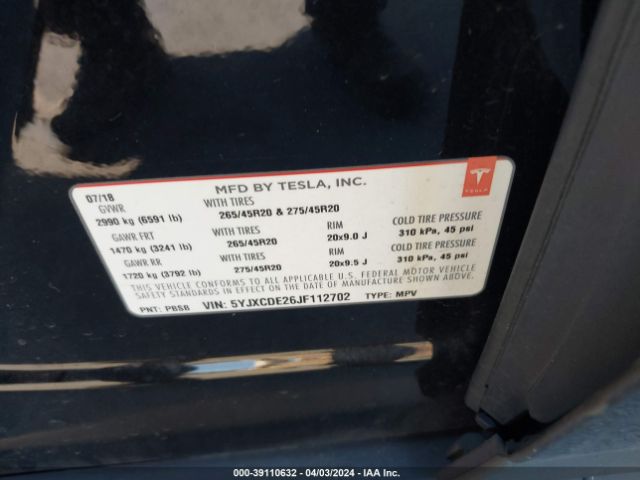 MFD BY TESLA, INC.
TESLA
07/18
GVWR
2990 kg (6591 lb)
WITH TIRES
265/45R20 & 275/45R20
GAWR FRT
1470 kg (3241 lb)
WITH TIRES
265/45R20
RIM
20x9.0 J
COLD TIRE PRESSURE
310 kPa, 45 psi
GAWR RR
1720 kg (3792 lb)
WITH TIRES
275/45R20
RIM
20x9.5 J
COLD TIRE PRESSURE
310 kPa, 45 psi
THIS VEHICLE CONFORMS TO ALL APPLICABLE U.S. FEDERAL MOTOR VEHICLE
SAFETY STANDARDS IN EFFECT ON THE DATE OF MANUFACTURE SHOWN ABOVE.
PNT: PBSB VIN: 5YJXCDE26JF112702 TYPE: MPV
000-39110632 - 04/03/2024 - IAA Inc.